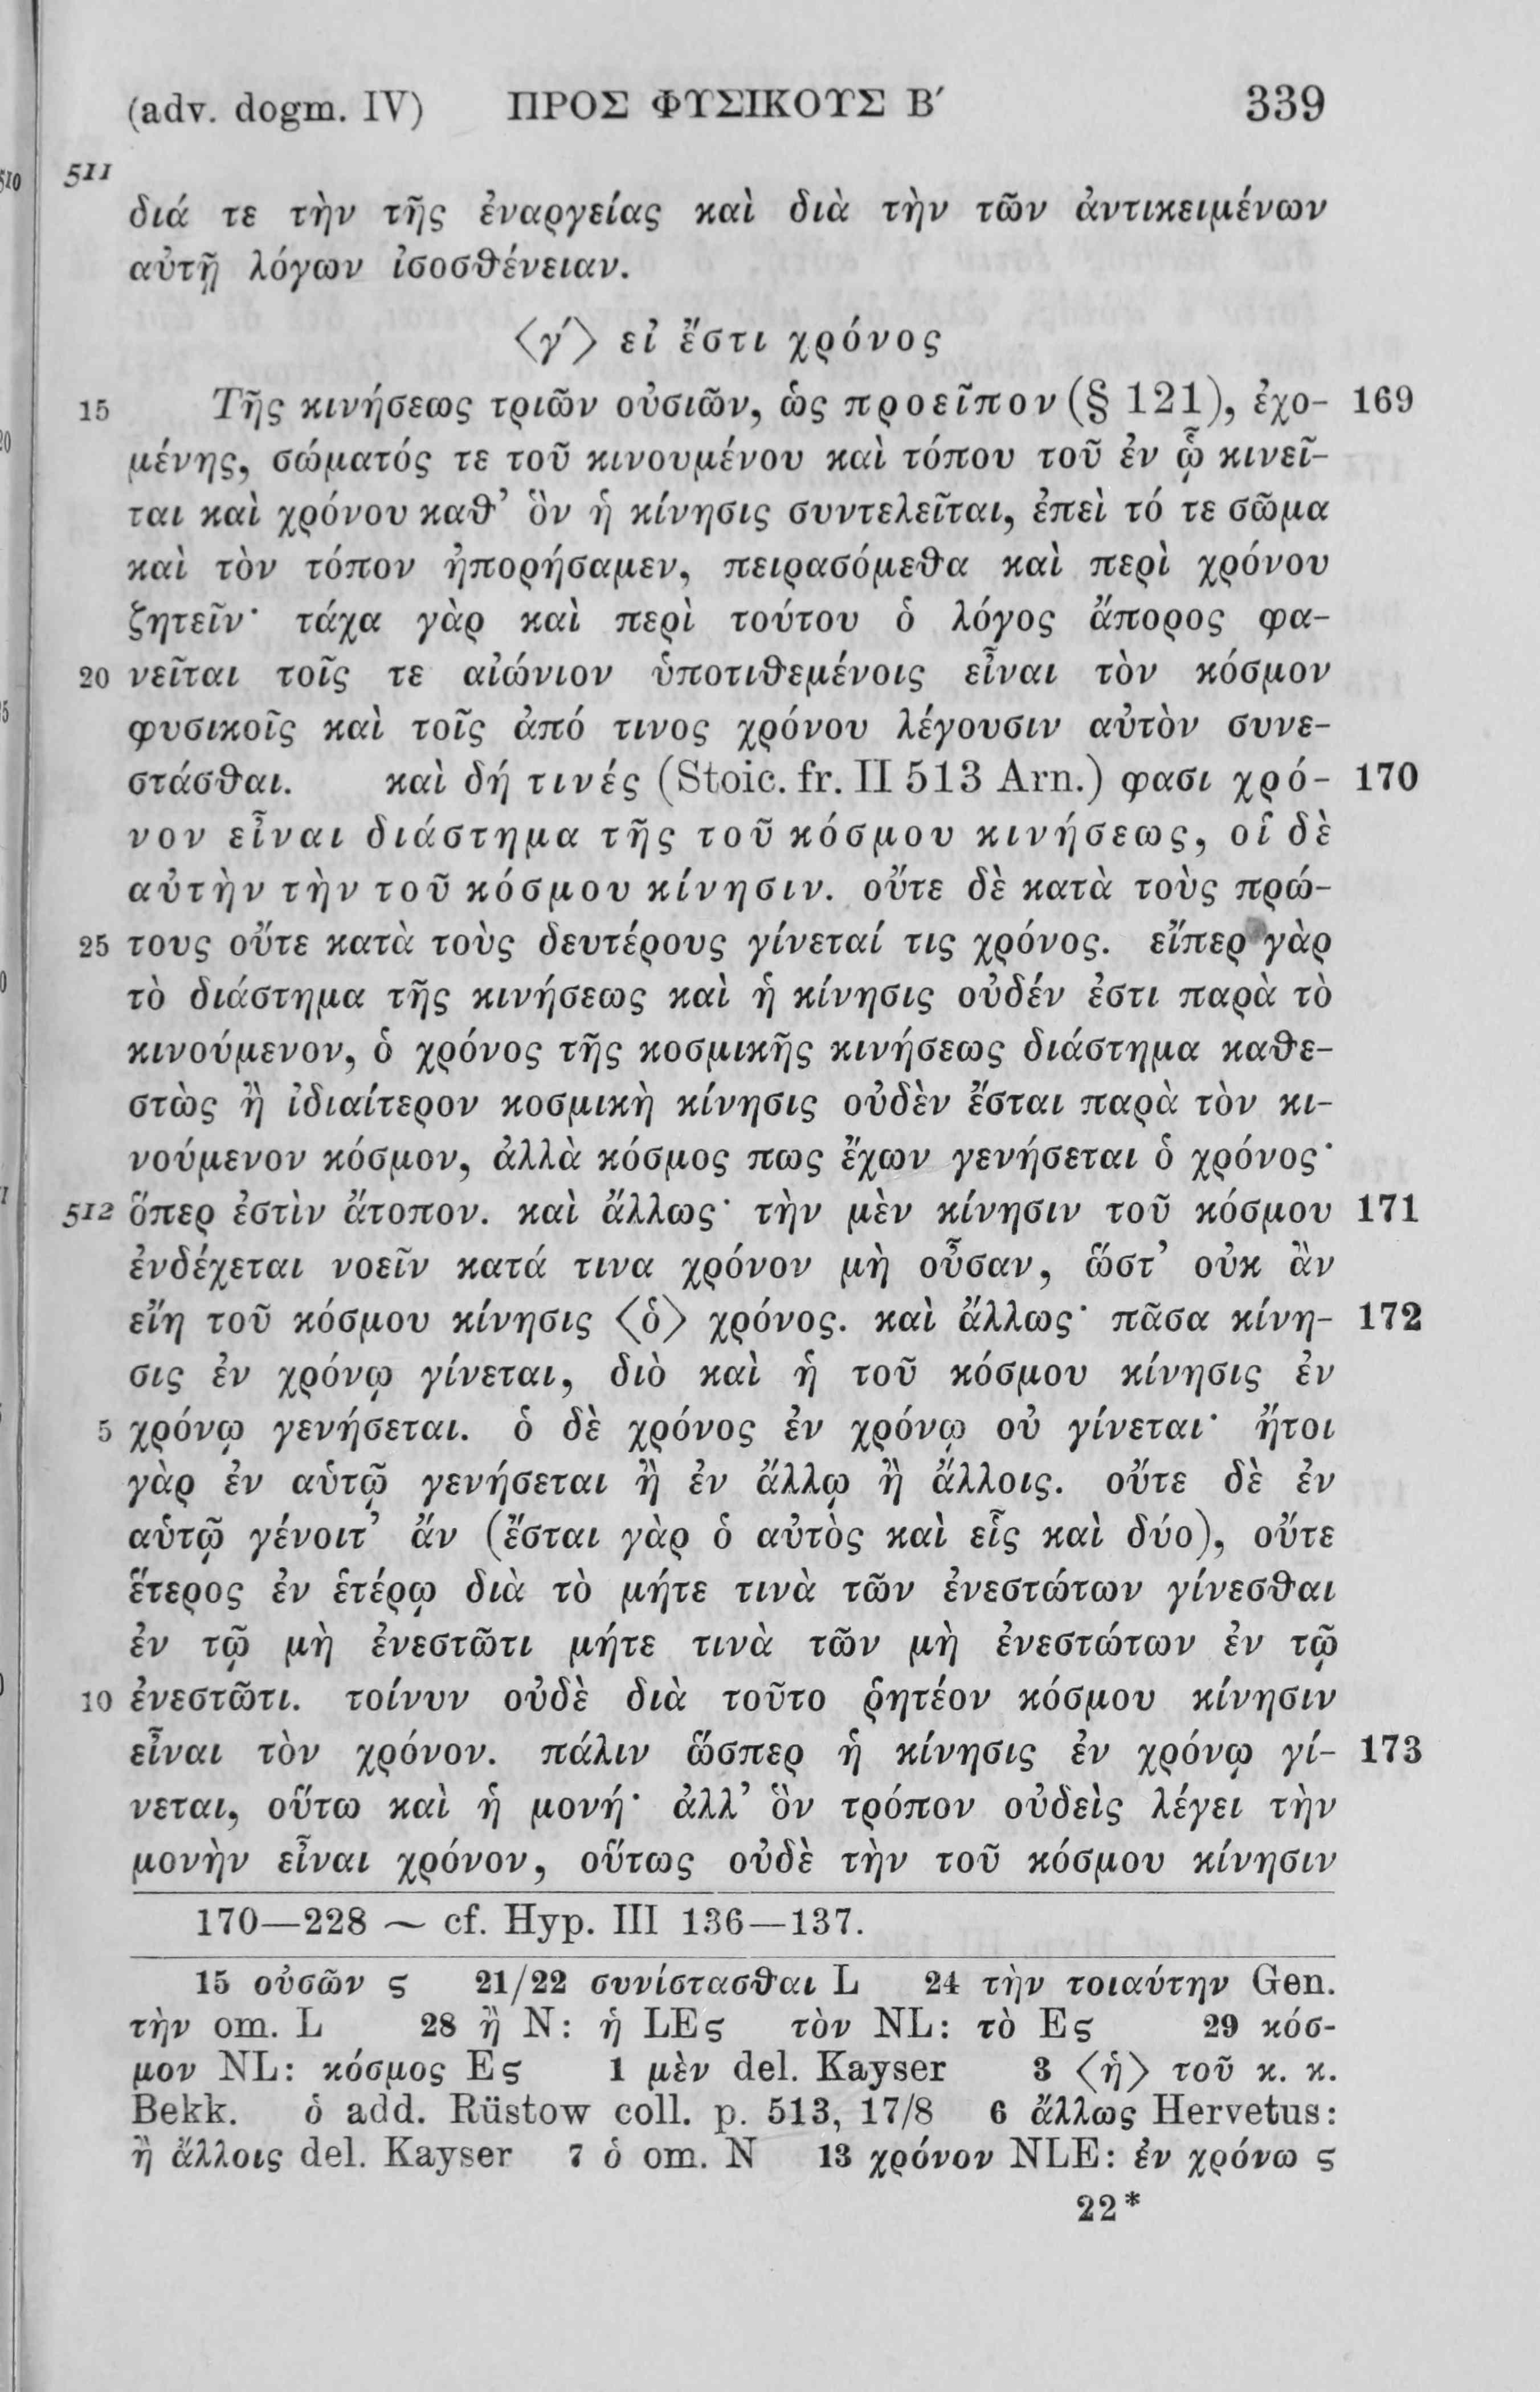 (adv. dogm. IV) ΠΡΟΣ ΦΥΣΙΚΟΥΣ Β′ 339
511
διά τε τὴν τῆς ἐναργείας καὶ διὰ τὴν τῶν ἀντικειμένων
αὐτῇ λόγων ἰσοσθένειαν.
⟨γ′⟩ εἰ ἔστι χρόνος
15 Τῆς κινήσεως τριῶν οὐσιῶν, ὡς προεῖπον (§ 121), ἐχο- 169
μένης, σώματός τε τοῦ κινουμένου καὶ τόπου τοῦ ἐν ᾧ κινεῖ-
ται καὶ χρόνου καθ’ ὃν ἡ κίνησις συντελεῖται, ἐπεὶ τό τε σῶμα
καὶ τὸν τόπον ἠπορήσαμεν, πειρασόμεθα καὶ περὶ χρόνου
ζητεῖν· τάχα γὰρ καὶ περὶ τούτου ὁ λόγος ἄπορος φα-
20 νεῖται τοῖς τε αἰώνιον ὑποτιθεμένοις εἶναι τὸν κόσμον
φυσικοῖς καὶ τοῖς ἀπό τινος χρόνου λέγουσιν αὐτὸν συνε-
στάσθαι. καὶ δή τινές (Stoic. fr. II 513 Arn.) φασι χρό- 170
νον εἶναι διάστημα τῆς τοῦ κόσμου κινήσεως, οἱ δὲ
αὐτὴν τὴν τοῦ κόσμου κίνησιν. οὔτε δὲ κατὰ τοὺς πρώ-
25 τους οὔτε κατὰ τοὺς δευτέρους γίνεταί τις χρόνος. εἴπερ γὰρ
τὸ διάστημα τῆς κινήσεως καὶ ἡ κίνησις οὐδέν ἐστι παρὰ τὸ
κινούμενον, ὁ χρόνος τῆς κοσμικῆς κινήσεως διάστημα καθε-
στὼς ἢ ἰδιαίτερον κοσμικὴ κίνησις οὐδὲν ἔσται παρὰ τὸν κι-
νούμενον κόσμον, ἀλλὰ κόσμος πως ἔχων γενήσεται ὁ χρόνος·
512 ὅπερ ἐστὶν ἄτοπον. καὶ ἄλλως· τὴν μὲν κίνησιν τοῦ κόσμου 171
ἐνδέχεται νοεῖν κατά τινα χρόνον μὴ οὖσαν, ὥστ’ οὐκ ἂν
εἴη τοῦ κόσμου κίνησις ⟨ὁ⟩ χρόνος. καὶ ἄλλως· πᾶσα κίνη- 172
σις ἐν χρόνῳ γίνεται, διὸ καὶ ἡ τοῦ κόσμου κίνησις ἐν
5 χρόνῳ γενήσεται. ὁ δὲ χρόνος ἐν χρόνῳ οὐ γίνεται· ἤτοι
γὰρ ἐν αὑτῷ γενήσεται ἢ ἐν ἄλλῳ ἢ ἄλλοις. οὔτε δὲ ἐν
αὑτῷ γένοιτ’ ἄν (ἔσται γὰρ ὁ αὐτὸς καὶ εἷς καὶ δύο), οὔτε
ἕτερος ἐν ἑτέρῳ διὰ τὸ μήτε τινὰ τῶν ἐνεστώτων γίνεσθαι
ἐν τῷ μὴ ἐνεστῶτι μήτε τινὰ τῶν μὴ ἐνεστώτων ἐν τῷ
10 ἐνεστῶτι. τοίνυν οὐδὲ διὰ τοῦτο ῥητέον κόσμου κίνησιν
εἶναι τὸν χρόνον. πάλιν ὥσπερ ἡ κίνησις ἐν χρόνῳ γί- 173
νεται, οὕτω καὶ ἡ μονή· ἀλλ’ ὃν τρόπον οὐδεὶς λέγει τὴν
μονὴν εἶναι χρόνον, οὕτως οὐδὲ τὴν τοῦ κόσμου κίνησιν
170—228 ∼ cf. Hyp. III 136—137.
15 οὐσῶν ς 21/22 συνίστασθαι L 24 τὴν τοιαύτην Gen.
τὴν om. L 28 ἢ N: ἡ LEς τὸν NL: τὸ Eς 29 κόσ-
μον NL: κόσμος Eς 1 μὲν del. Kayser 3 ⟨ἡ⟩ τοῦ κ. κ.
Bekk. ὁ add. Rüstow coll. p. 513, 17/8 6 ἄλλως Hervetus:
ἢ ἄλλοις del. Kayser 7 ὁ om. N 13 χρόνον NLE: ἐν χρόνω ς
22*